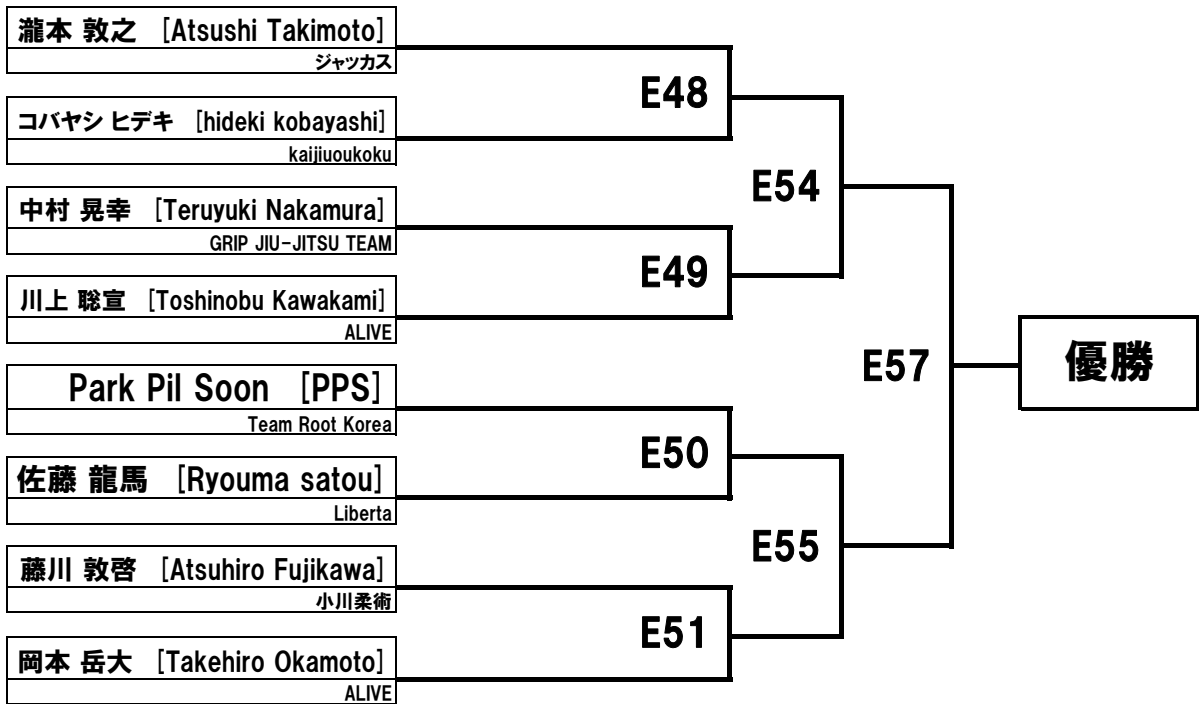 瀧本 敦之 [Atsushi Takimoto]
ジャッカス
コバヤシ ヒデキ [hideki kobayashi]
kaijiuoukoku
中村 晃幸 [Teruyuki Nakamura]
GRIP JIU-JITSU TEAM
川上 聡宣 [Toshinobu Kawakami]
ALIVE
Park Pil Soon [PPS]
Team Root Korea
佐藤 龍馬 [Ryouma satou]
Liberta
藤川 敦啓 [Atsuhiro Fujikawa]
小川柔術
岡本 岳大 [Takehiro Okamoto]
ALIVE
E48
E49
E50
E51
E54
E55
E57
優勝